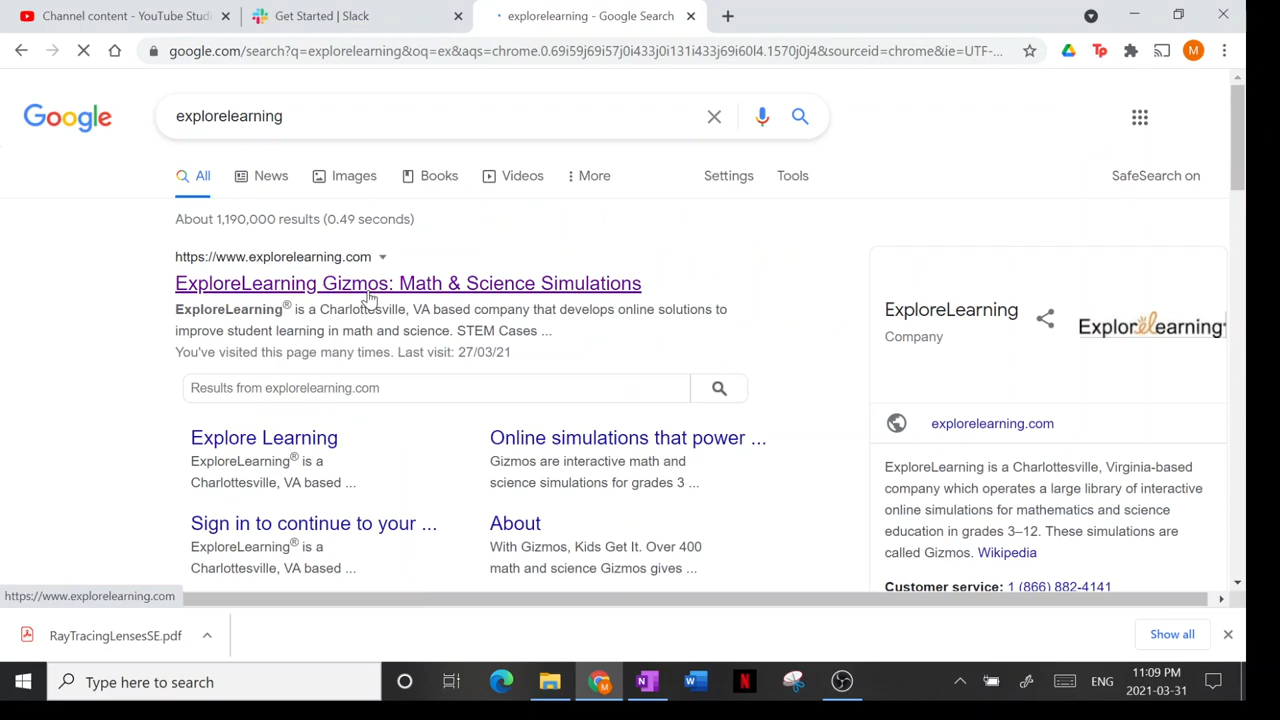 Channel content - YouTube Studi
Get Started | Slack
explorelearning - Google Search
google.com/search?q=explorelearning&oq=ex&aqs=chrome.0.69i59j69i57j0i433j0i131i433j69i60l4.1570j0j4&sourceid=chrome&ie=UTF-...
Tp
M
Google
explorelearning
All
News
Images
Books
Videos
More
Settings
Tools
SafeSearch on
About 1,190,000 results (0.49 seconds)
https://www.explorelearning.com
ExploreLearning Gizmos: Math & Science Simulations
ExploreLearning® is a Charlottesville, VA based company that develops online solutions to
improve student learning in math and science. STEM Cases ...
You've visited this page many times. Last visit: 27/03/21
Results from explorelearning.com
Explore Learning
ExploreLearning® is a
Charlottesville, VA based ...
Online simulations that power ...
Gizmos are interactive math and
science simulations for grades 3 ...
Sign in to continue to your ...
ExploreLearning® is a
Charlottesville, VA based ...
About
With Gizmos, Kids Get It. Over 400
math and science Gizmos gives ...
ExploreLearning
Company
ExploreLearning
explorelearning.com
ExploreLearning is a Charlottesville, Virginia-based
company which operates a large library of interactive
online simulations for mathematics and science
education in grades 3–12. These simulations are
called Gizmos. Wikipedia
Customer service: 1 (866) 882-4141
https://www.explorelearning.com
RayTracingLensesSE.pdf
Show all
Type here to search
M
N
W
N
ENG
11:09 PM
2021-03-31